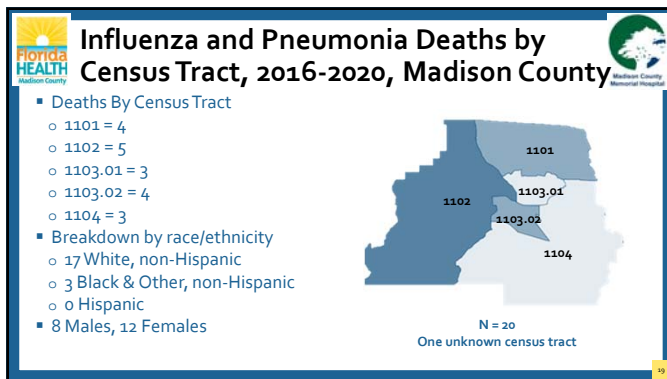 Florida
HEALTH
Madison County
Influenza and Pneumonia Deaths by
Census Tract, 2016-2020, Madison County
Madison County
Memorial Hospital
▪ Deaths By Census Tract
o 1101 = 4
o 1102 = 5
o 1103.01 = 3
o 1103.02 = 4
o 1104 = 3
▪ Breakdown by race/ethnicity
o 17 White, non-Hispanic
o 3 Black & Other, non-Hispanic
o 0 Hispanic
▪ 8 Males, 12 Females
1101
1103.01
1102
1103.02
1104
N = 20
One unknown census tract
19